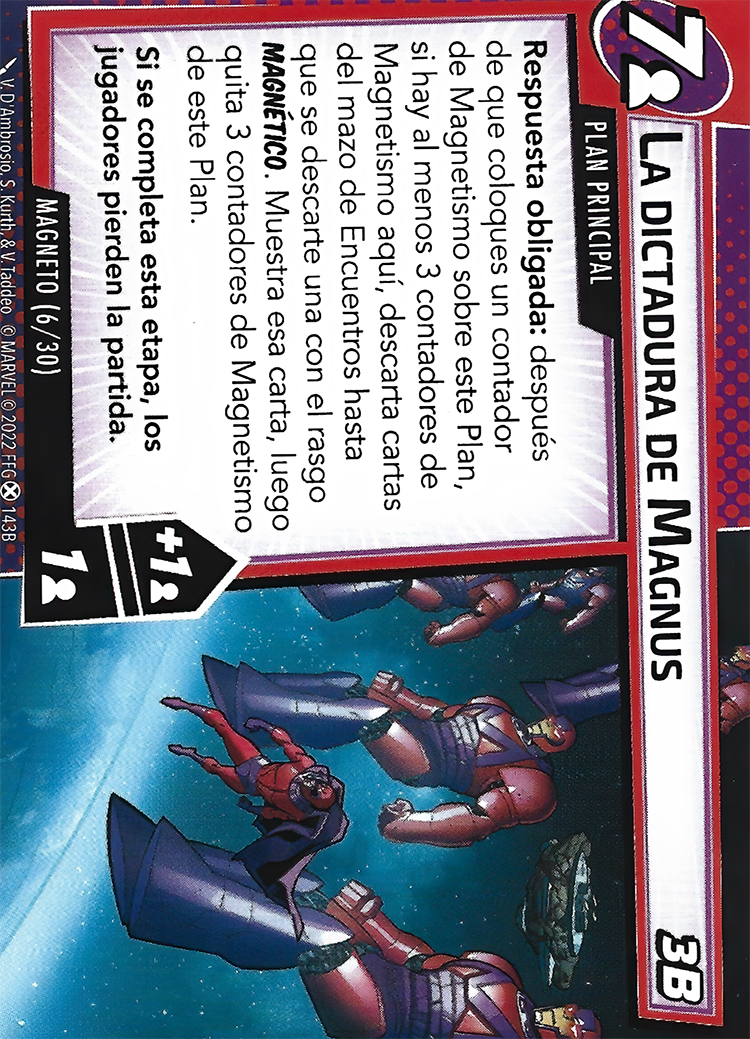 7
LA DICTADURA DE MAGNUS
3B
PLAN PRINCIPAL
Respuesta obligada: después
de que coloques un contador
de Magnetismo sobre este Plan,
si hay al menos 3 contadores de
Magnetismo aquí, descarta cartas
del mazo de Encuentros hasta
que se descarte una con el rasgo
MAGNÉTICO. Muestra esa carta, luego
quita 3 contadores de Magnetismo
de este Plan.
Si se completa esta etapa, los
jugadores pierden la partida.
+1
1
MAGNETO (6/30)
V. D'Ambrosio, S. Kurth, & V. Taddeo © MARVEL © 2022 FFG 143B